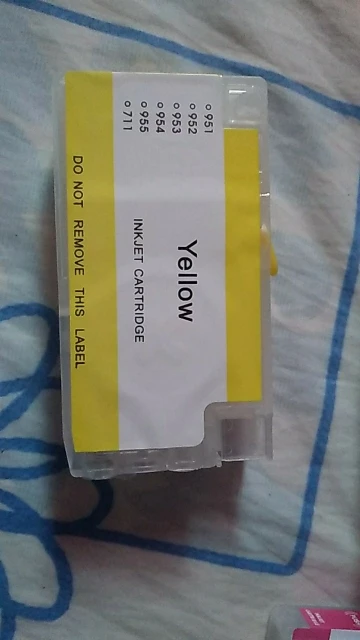 o 951
o 952
o 953
o 954
o 955
o 711
Yellow
INKJET CARTRIDGE
DO NOT REMOVE THIS LABEL